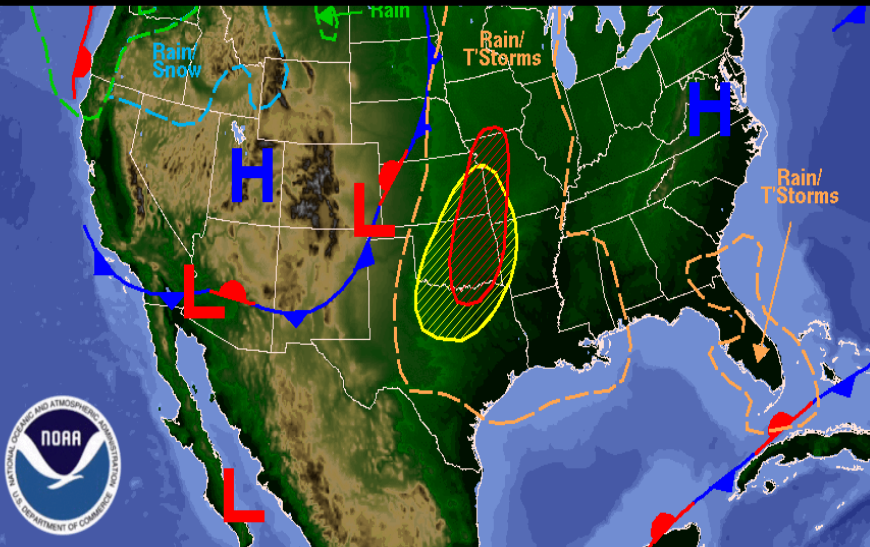 Rain
Rain/
Snow
Rain/
T'Storms
H
H
Rain/
T'Storms
L
L
L
NATIONAL OCEANIC AND ATMOSPHERIC ADMINISTRATION
NOAA
U.S. DEPARTMENT OF COMMERCE